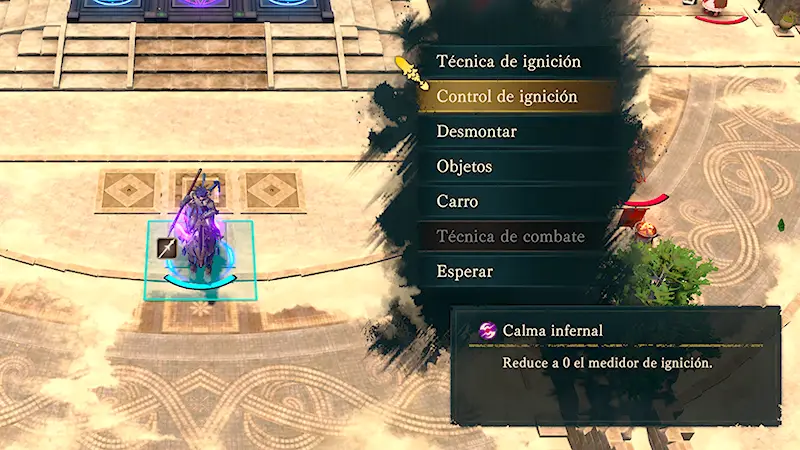 Técnica de ignición
Control de ignición
Desmontar
Objetos
Carro
Técnica de combate
Esperar
Calma infernal
Reduce a 0 el medidor de ignición.